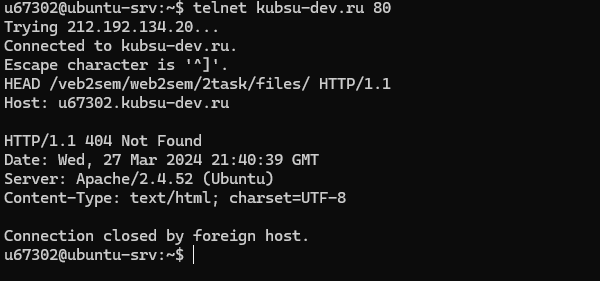 u67302@ubuntu-srv:~$ telnet kubsu-dev.ru 80
Trying 212.192.134.20...
Connected to kubsu-dev.ru.
Escape character is '^]'.
HEAD /veb2sem/web2sem/2task/files/ HTTP/1.1
Host: u67302.kubsu-dev.ru

HTTP/1.1 404 Not Found
Date: Wed, 27 Mar 2024 21:40:39 GMT
Server: Apache/2.4.52 (Ubuntu)
Content-Type: text/html; charset=UTF-8

Connection closed by foreign host.
u67302@ubuntu-srv:~$